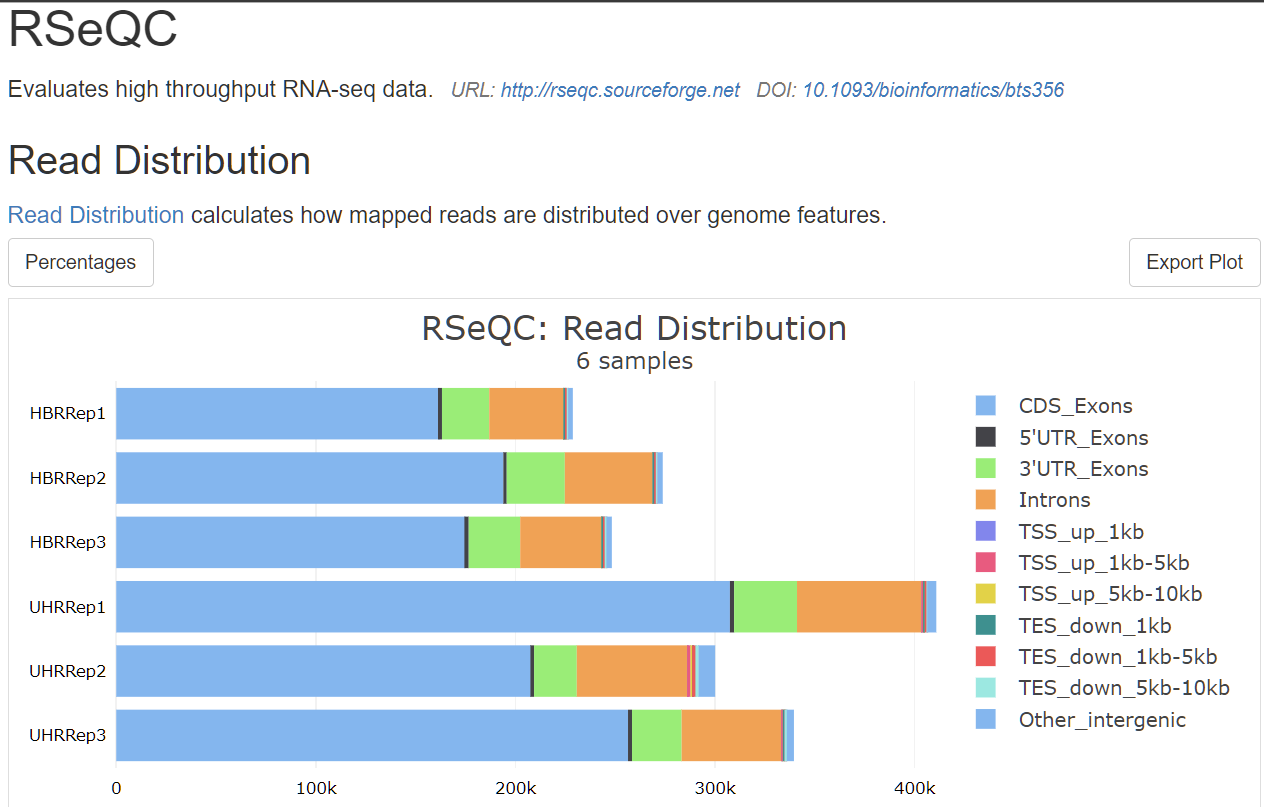 RSeQC
Evaluates high throughput RNA-seq data. URL: http://rseqc.sourceforge.net DOI: 10.1093/bioinformatics/bts356
Read Distribution
Read Distribution calculates how mapped reads are distributed over genome features.
Percentages
Export Plot
RSeQC: Read Distribution
6 samples
HBRRep1
HBRRep2
HBRRep3
UHRRep1
UHRRep2
UHRRep3
0 100k 200k 300k 400k
CDS_Exons
5'UTR_Exons
3'UTR_Exons
Introns
TSS_up_1kb
TSS_up_1kb-5kb
TSS_up_5kb-10kb
TES_down_1kb
TES_down_1kb-5kb
TES_down_5kb-10kb
Other_intergenic